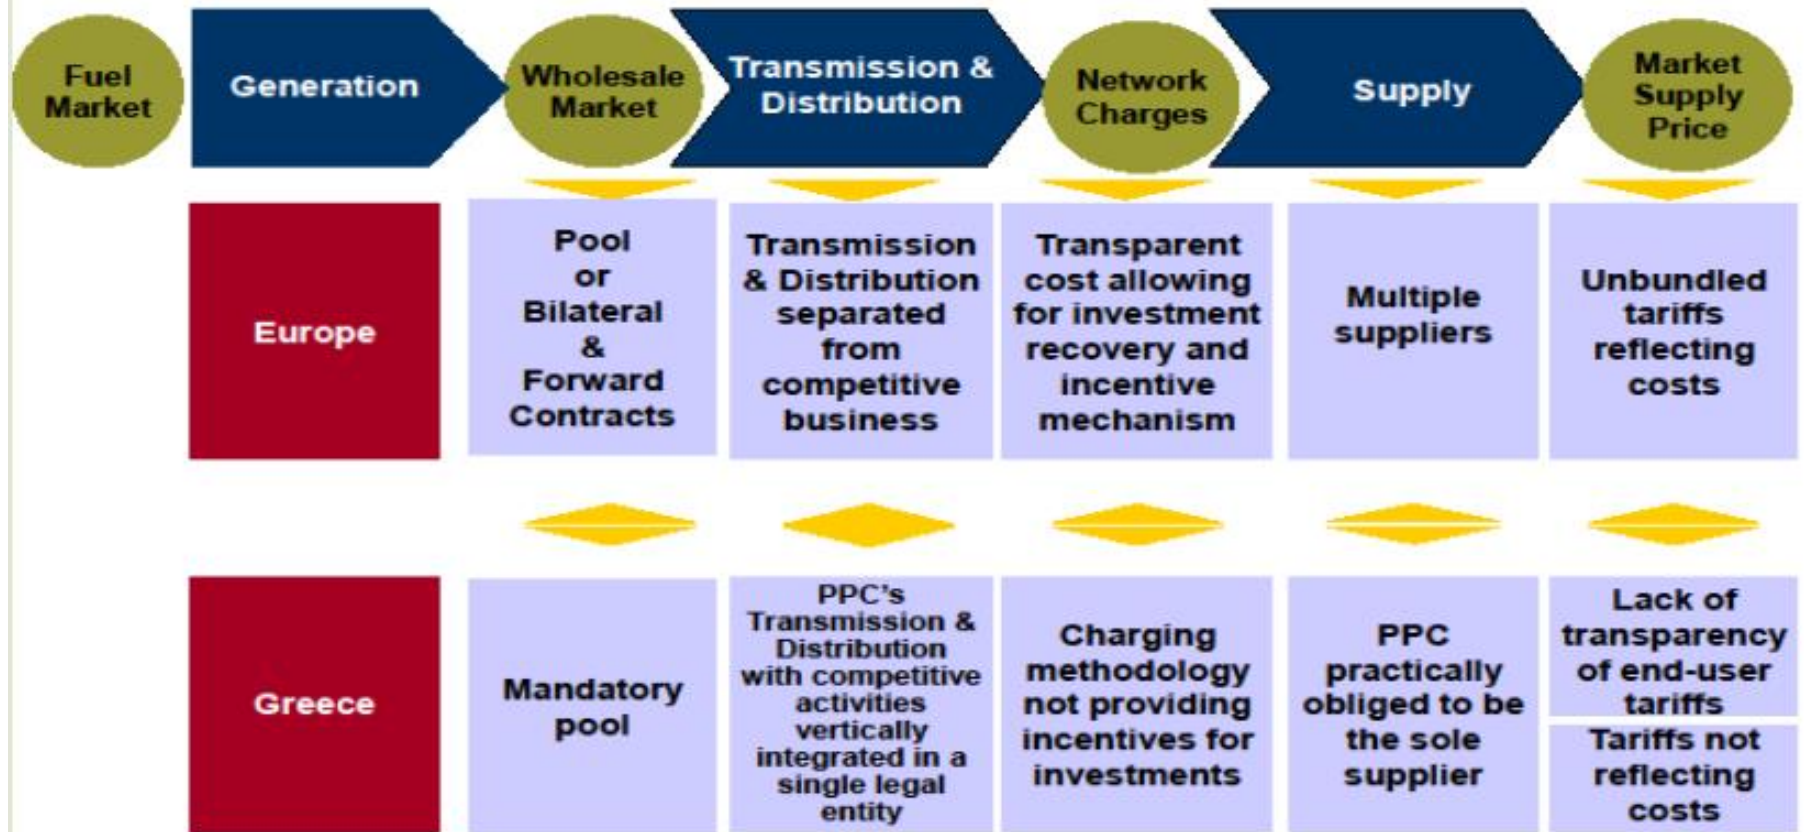 Fuel
Market
Generation
Wholesale
Market
Transmission &
Distribution
Network
Charges
Supply
Market
Supply
Price
Europe
Pool
or
Bilateral
&
Forward
Contracts
Transmission
& Distribution
separated
from
competitive
business
Transparent
cost allowing
for investment
recovery and
incentive
mechanism
Multiple
suppliers
Unbundled
tariffs
reflecting
costs
Greece
Mandatory
pool
PPC’s
Transmission &
Distribution
with competitive
activities
vertically
integrated in a
single legal
entity
Charging
methodology
not providing
incentives for
investments
PPC
practically
obliged to be
the sole
supplier
Lack of
transparency
of end-user
tariffs
Tariffs not
reflecting
costs